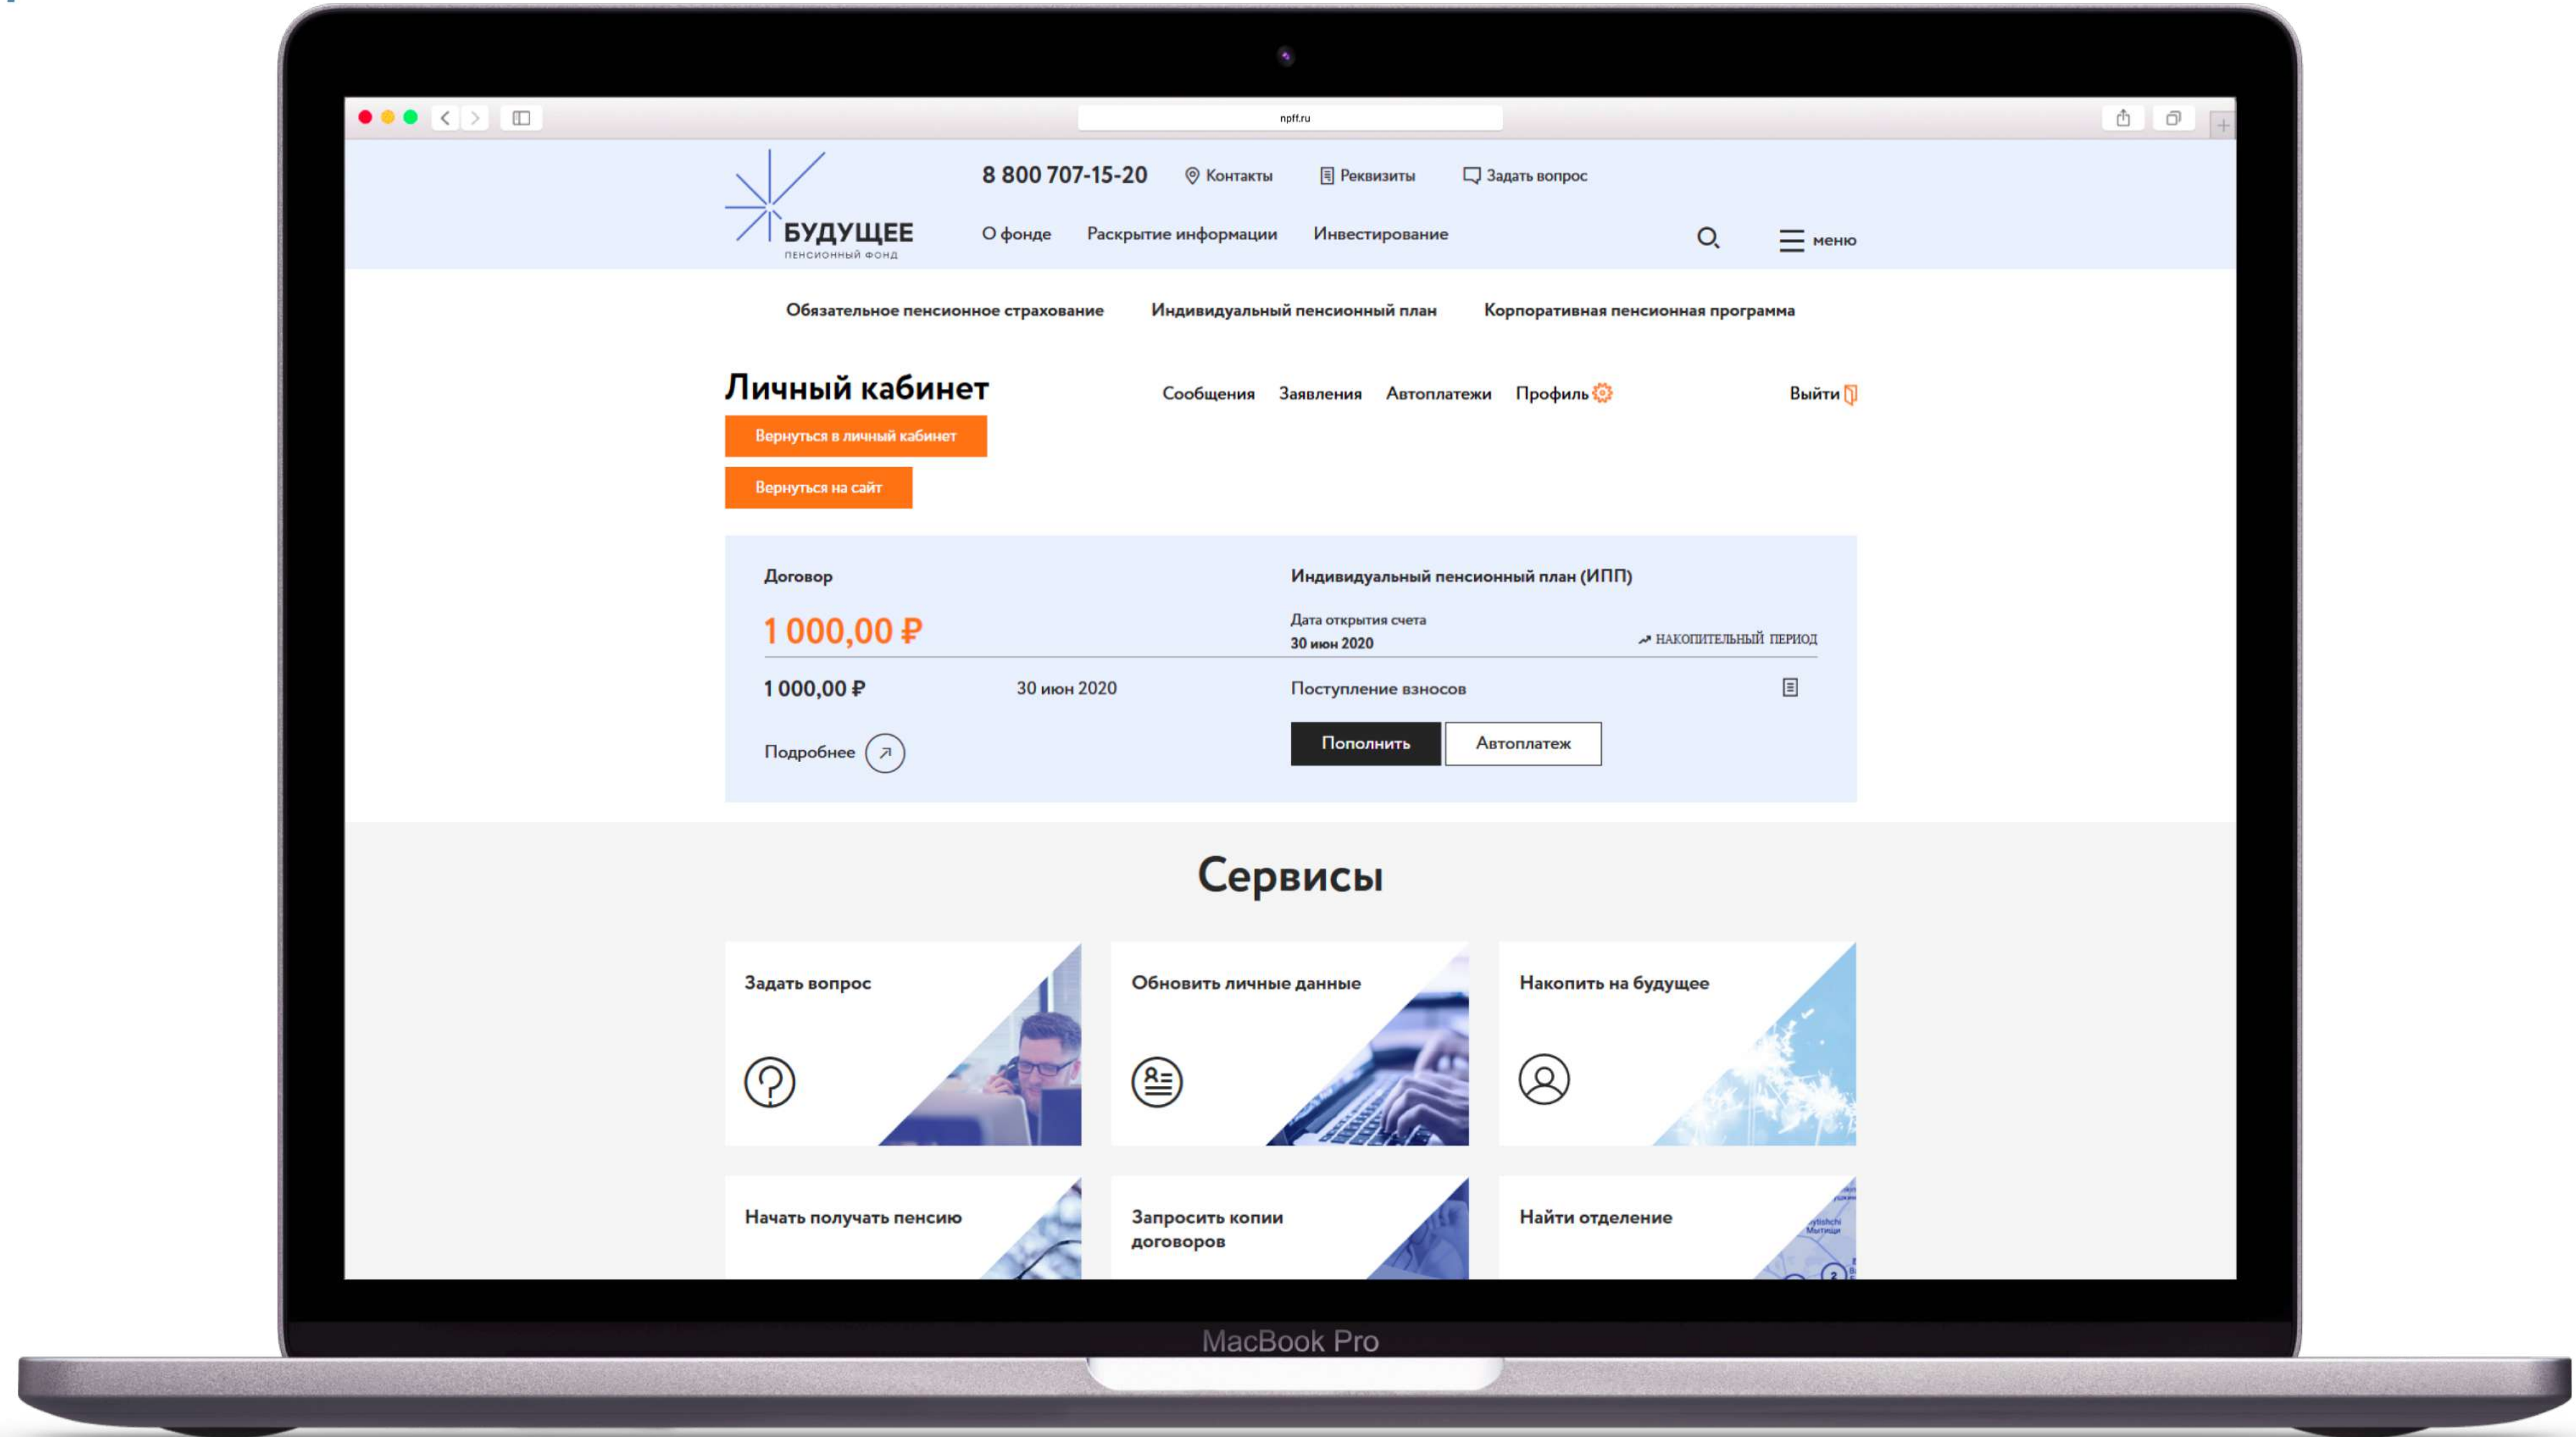 npff.ru
8 800 707-15-20 Контакты Реквизиты Задать вопрос
БУДУЩЕЕ
ПЕНСИОННЫЙ ФОНД
О фонде Раскрытие информации Инвестирование меню
Обязательное пенсионное страхование Индивидуальный пенсионный план Корпоративная пенсионная программа
Личный кабинет Сообщения Заявления Автоплатежи Профиль Выйти
Вернуться в личный кабинет
Вернуться на сайт
Договор Индивидуальный пенсионный план (ИПП)
1 000,00 ₽ Дата открытия счета
30 июн 2020 НАКОПИТЕЛЬНЫЙ ПЕРИОД
1 000,00 ₽ 30 июн 2020 Поступление взносов
Подробнее Пополнить Автоплатеж
Сервисы
Задать вопрос Обновить личные данные Накопить на будущее
Начать получать пенсию Запросить копии
договоров Найти отделение
Мытищи
2
MacBook Pro